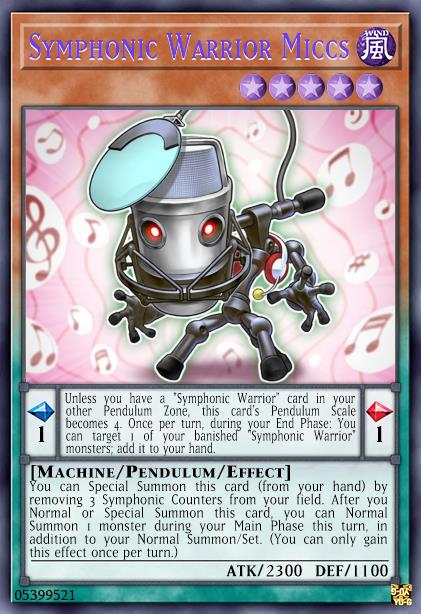 Symphonic Warrior Miccs
WIND
風
Unless you have a "Symphonic Warrior" card in your
other Pendulum Zone, this card's Pendulum Scale
becomes 4. Once per turn, during your End Phase: You
can target 1 of your banished "Symphonic Warrior"
monsters; add it to your hand.
1
1
[Machine/Pendulum/Effect]
You can Special Summon this card (from your hand) by
removing 3 Symphonic Counters from your field. After you
Normal or Special Summon this card, you can Normal
Summon 1 monster during your Main Phase this turn, in
addition to your Normal Summon/Set. (You can only gain
this effect once per turn.)
ATK/2300 DEF/1100
05399521